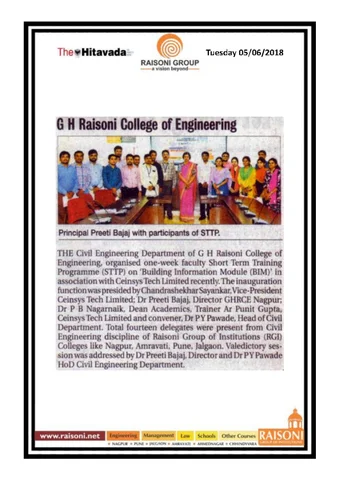 The Hitavada
RAISONI GROUP
a vision beyond
Tuesday 05/06/2018
G H Raisoni College of Engineering
Principal Preeti Bajaj with participants of STTP.
THE Civil Engineering Department of G H Raisoni College of
Engineering, organised one-week faculty Short Term Training
Programme (STTP) on 'Building Information Module (BIM)' in
association with Ceinsys Tech Limited recently. The inauguration
function was presided by Chandrashekhar Sayankar, Vice-President
Ceinsys Tech Limited; Dr Preeti Bajaj, Director GHRCE Nagpur;
Dr P B Nagarnaik, Dean Academics, Trainer Ar Punit Gupta,
Ceinsys Tech Limited and convener, Dr PY Pawade, Head of Civil
Department. Total fourteen delegates were present from Civil
Engineering discipline of Raisoni Group of Institutions (RGI)
Colleges like Nagpur, Amravati, Pune, Jalgaon. Valedictory ses-
sion was addressed by Dr Preeti Bajaj, Director and Dr PY Pawade
HoD Civil Engineering Department.
www.raisoni.net Engineering Management Law Schools Other Courses RAISONI
NAGPUR • PUNE • JALGAON • AMRAVATI • AHMEDNAGAR • CHHINDWARA